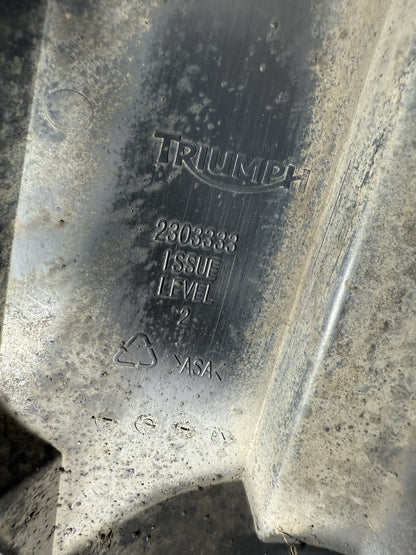 TRIUMPH
2303333
ISSUE
LEVEL
2
>ASA<